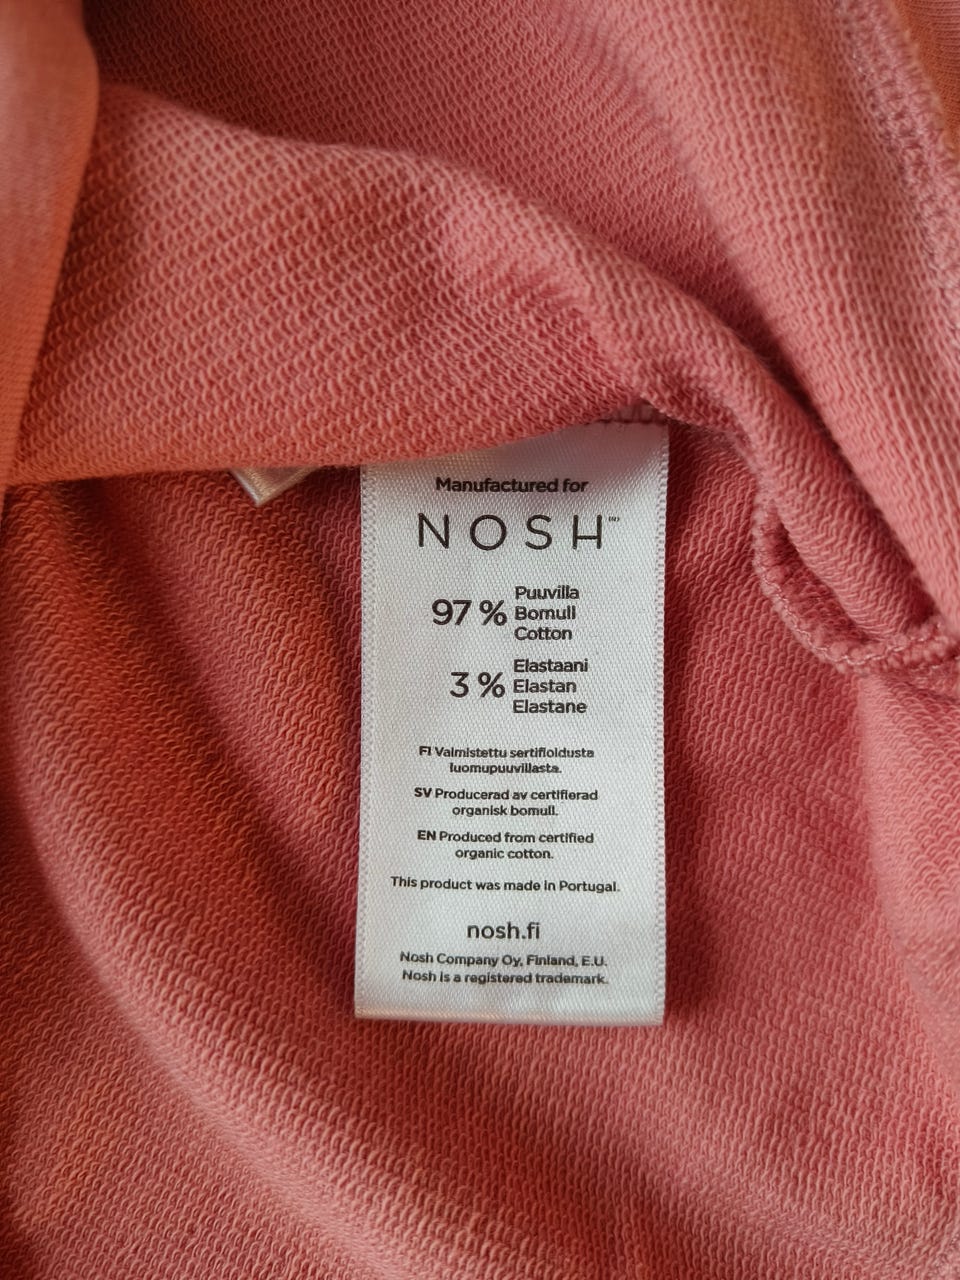 Manufactured for
NOSH™
97 % Puuvilla
Bomull
Cotton
3 % Elastaani
Elastan
Elastane
FI Valmistettu sertifioidusta
luomupuuvillasta.
SV Producerad av certifierad
organisk bomull.
EN Produced from certified
organic cotton.
This product was made in Portugal.
nosh.fi
Nosh Company Oy, Finland, E.U.
Nosh is a registered trademark.